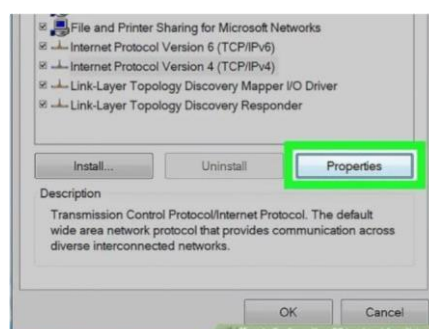 File and Printer Sharing for Microsoft Networks
Internet Protocol Version 6 (TCP/IPv6)
Internet Protocol Version 4 (TCP/IPv4)
Link-Layer Topology Discovery Mapper I/O Driver
Link-Layer Topology Discovery Responder
Install... Uninstall Properties
Description
Transmission Control Protocol/Internet Protocol. The default
wide area network protocol that provides communication across
diverse interconnected networks.
OK Cancel